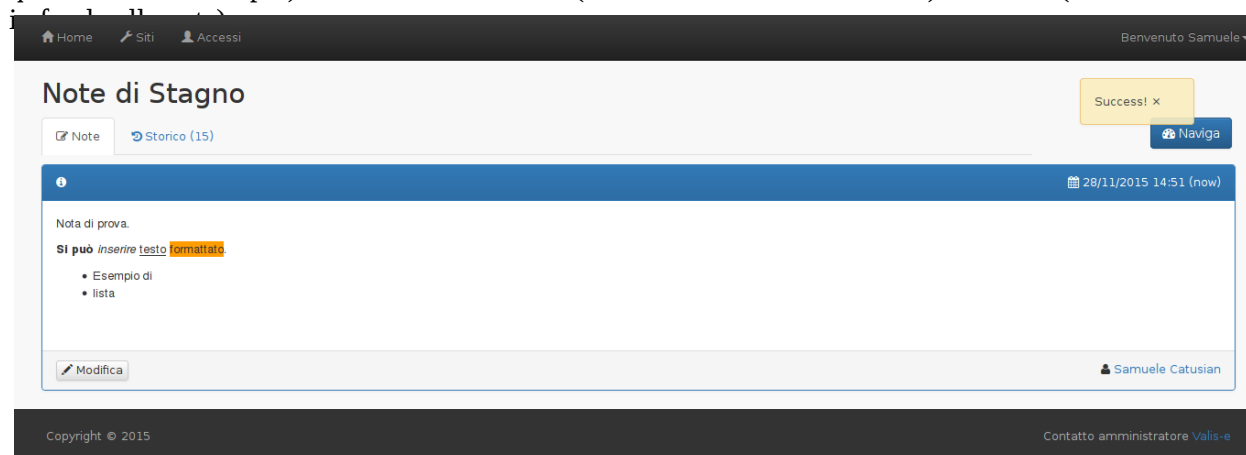 Home Siti Accessi Benvenuto Samuele
Note di Stagno
Success! ×
Note Storico (15)
Naviga
28/11/2015 14:51 (now)
Nota di prova.
Si può inserire testo formattato.
• Esempio di
• lista
Modifica Samuele Catusian
Copyright © 2015 Contatto amministratore Valis-e